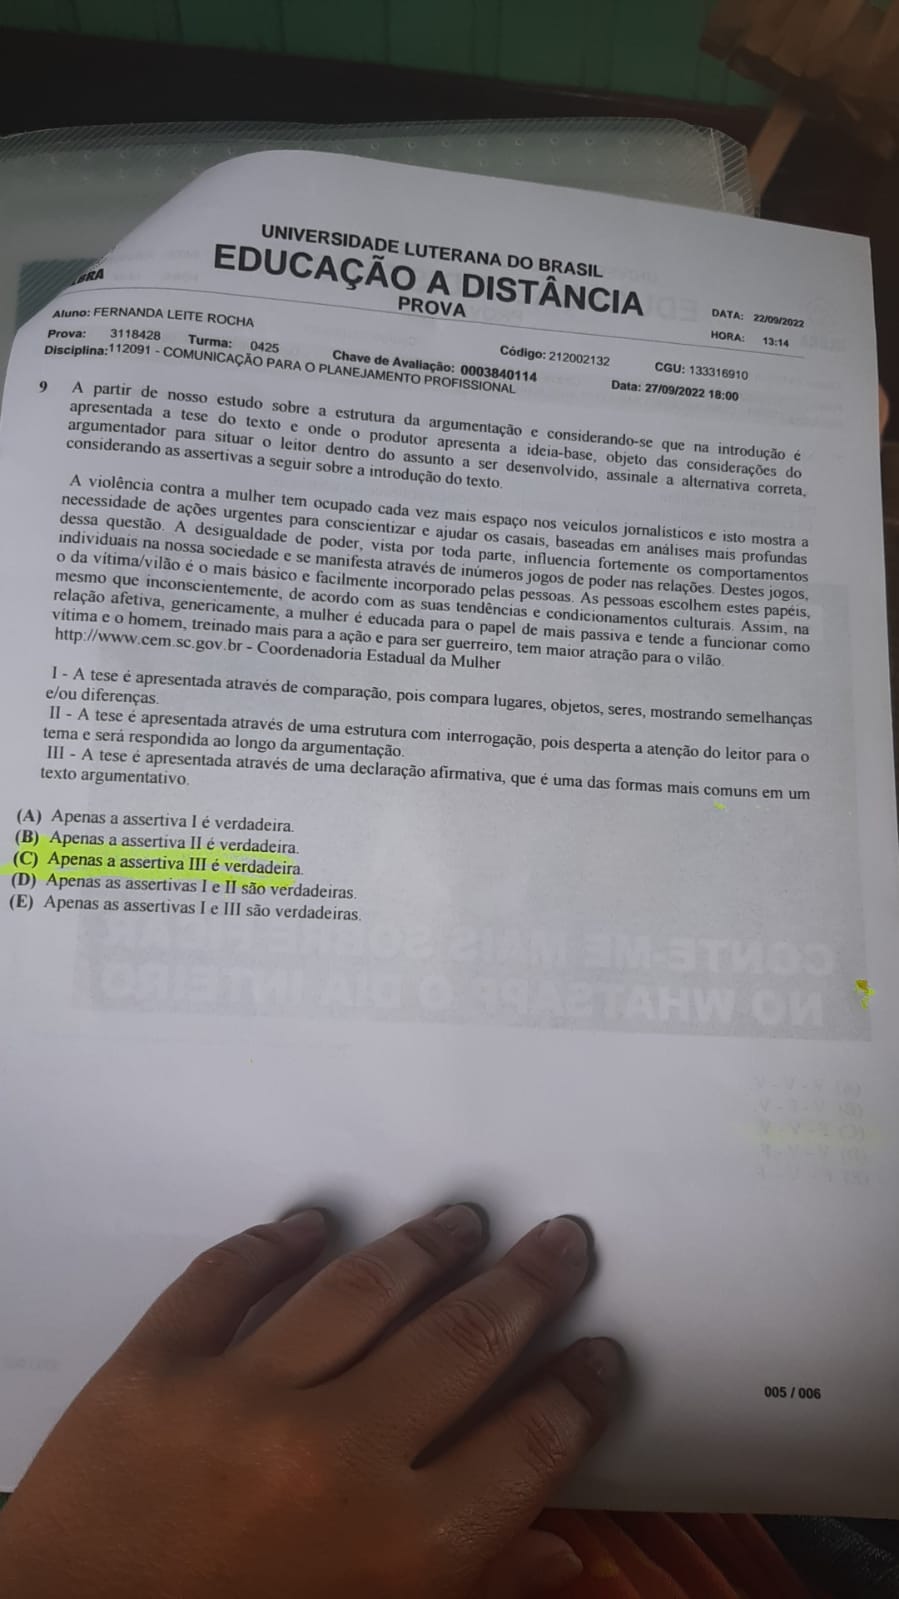 UNIVERSIDADE LUTERANA DO BRASIL
EDUCAÇÃO A DISTÂNCIA
PROVA
DATA: 22/09/2022
HORA: 13:14
Aluno: FERNANDA LEITE ROCHA
Prova: 3118428 Turma: 0425 Chave de Avaliação: 0003840114 Código: 212002132 CGU: 133316910
Disciplina:112091 - COMUNICAÇÃO PARA O PLANEJAMENTO PROFISSIONAL Data: 27/09/2022 18:00
9 A partir de nosso estudo sobre a estrutura da argumentação e considerando-se que na introdução é
apresentada a tese do texto e onde o produtor apresenta a ideia-base, objeto das considerações do
argumentador para situar o leitor dentro do assunto a ser desenvolvido, assinale a alternativa correta,
considerando as assertivas a seguir sobre a introdução do texto.
A violência contra a mulher tem ocupado cada vez mais espaço nos veículos jornalísticos e isto mostra a
necessidade de ações urgentes para conscientizar e ajudar os casais, baseadas em análises mais profundas
dessa questão. A desigualdade de poder, vista por toda parte, influencia fortemente os comportamentos
individuais na nossa sociedade e se manifesta através de inúmeros jogos de poder nas relações. Destes jogos,
o da vítima/vilão é o mais básico e facilmente incorporado pelas pessoas. As pessoas escolhem estes papéis,
mesmo que inconscientemente, de acordo com as suas tendências e condicionamentos culturais. Assim, na
relação afetiva, genericamente, a mulher é educada para o papel de mais passiva e tende a funcionar como
vítima e o homem, treinado mais para a ação e para ser guerreiro, tem maior atração para o vilão.
http://www.cem.sc.gov.br - Coordenadoria Estadual da Mulher
I - A tese é apresentada através de comparação, pois compara lugares, objetos, seres, mostrando semelhanças
e/ou diferenças.
II - A tese é apresentada através de uma estrutura com interrogação, pois desperta a atenção do leitor para o
tema e será respondida ao longo da argumentação.
III - A tese é apresentada através de uma declaração afirmativa, que é uma das formas mais comuns em um
texto argumentativo.
(A) Apenas a assertiva I é verdadeira.
(B) Apenas a assertiva II é verdadeira.
(C) Apenas a assertiva III é verdadeira.
(D) Apenas as assertivas I e II são verdadeiras.
(E) Apenas as assertivas I e III são verdadeiras.
CONTE-ME MAIS SOBRE FICAR
NO WHATSAPP O DIA INTEIRO
005 / 006